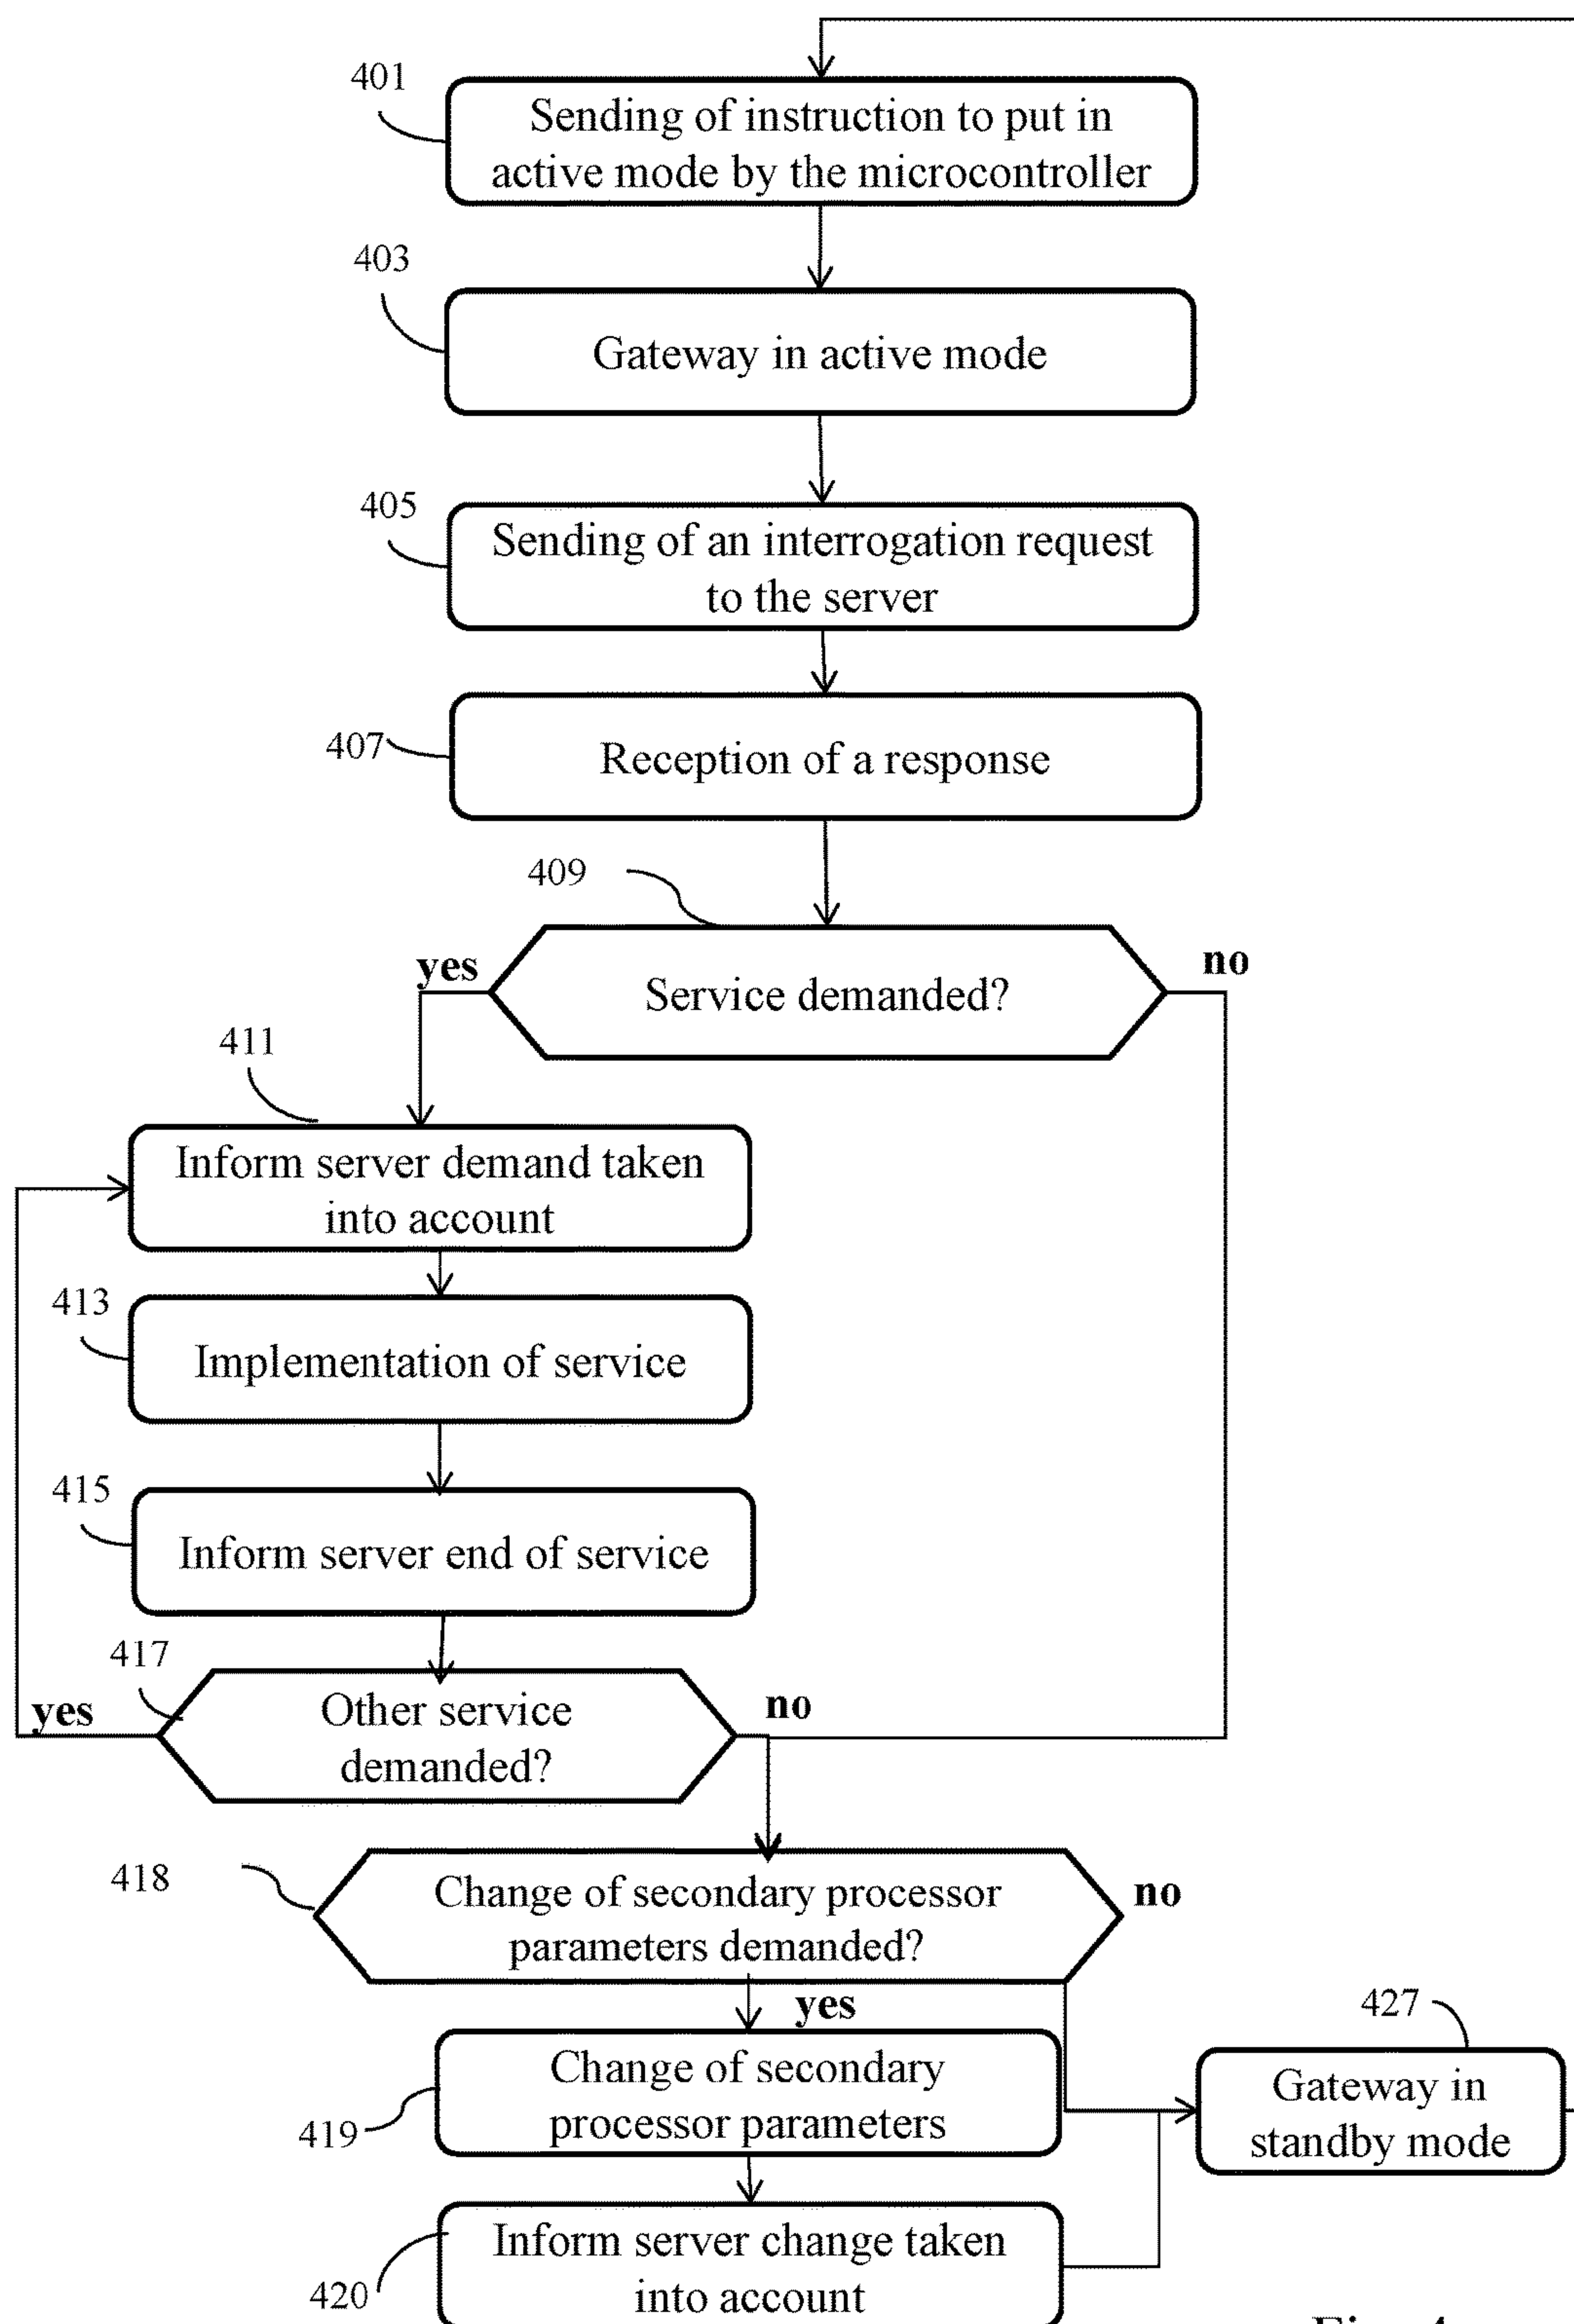 401
Sending of instruction to put in
active mode by the microcontroller
403
Gateway in active mode
405
Sending of an interrogation request
to the server
407
Reception of a response
409
yes
Service demanded?
no
411
Inform server demand taken
into account
413
Implementation of service
415
Inform server end of service
417
yes
Other service
demanded?
no
418
Change of secondary processor
parameters demanded?
no
yes
419
Change of secondary
processor parameters
427
Gateway in
standby mode
420
Inform server change taken
into account